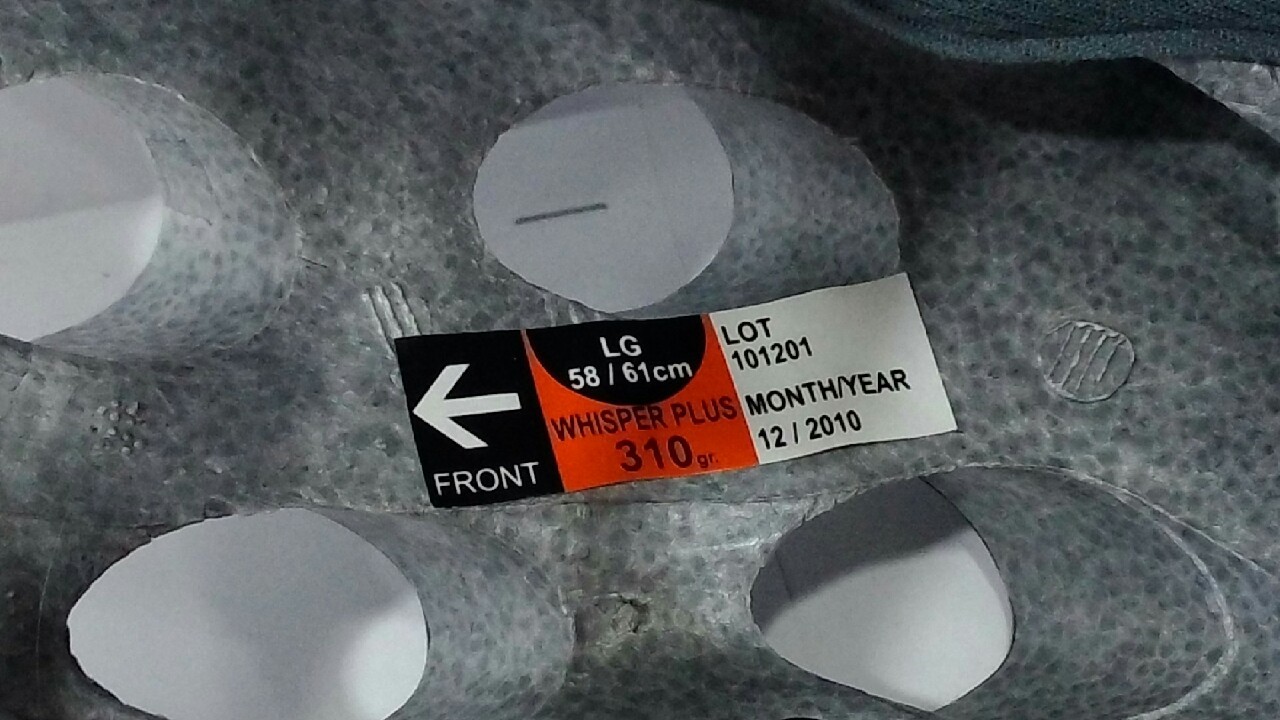 FRONT
LG
58 / 61cm
WHISPER PLUS
310gr.
LOT
101201
MONTH/YEAR
12 / 2010